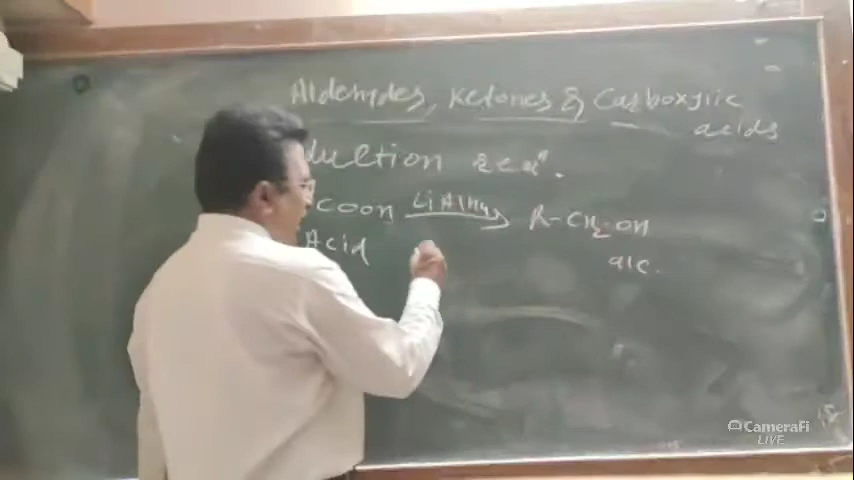 Aldehydes, Ketones & Carboxylic
acids
duction reaⁿ.
COOH LiAlH4 R-CH2-OH
Acid
alc.
CameraFi
LIVE